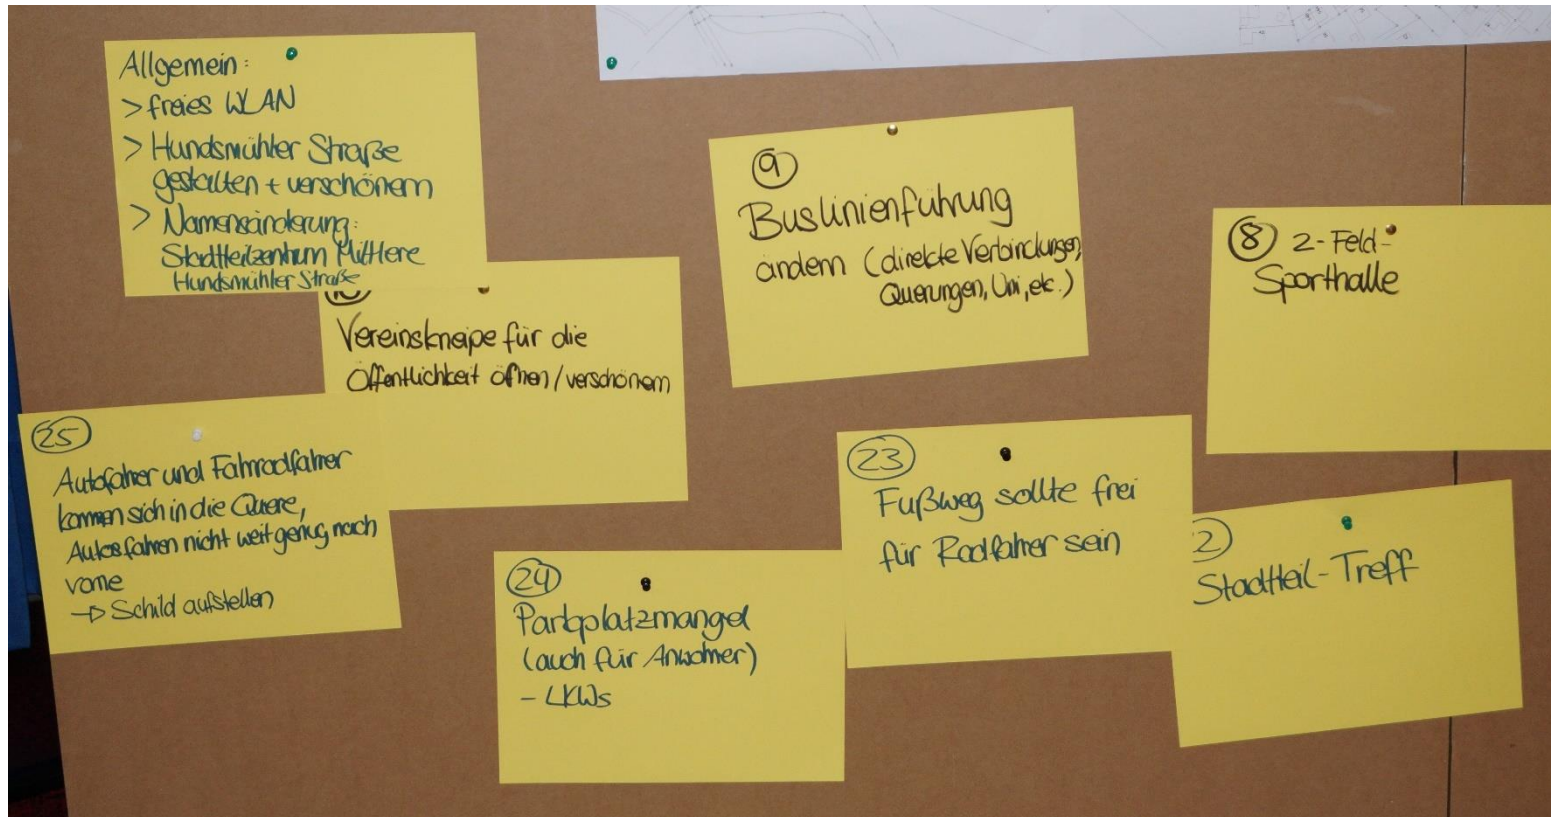 Allgemein:
> freies WLAN
> Hundsmühler Straße
gestalten + verschönern
> Namensänderung:
Stadtteilzentrum Mittlere
Hundsmühler Straße
9
Buslinienführung
ändern (direkte Verbindungen,
Querungen, Uni, etc.)
8 2-Feld-
Sporthalle
Vereinskneipe für die
Öffentlichkeit öffnen/verschönern
25
Autofahrer und Fahrradfahrer
kommen sich in die Quere,
Autos fahren nicht weit genug nach
vorne
→ Schild aufstellen
23
Fußweg sollte frei
für Radfahrer sein
24
Parkplatzmangel
(auch für Anwohner)
- LKWs
2
Stadtteil-Treff